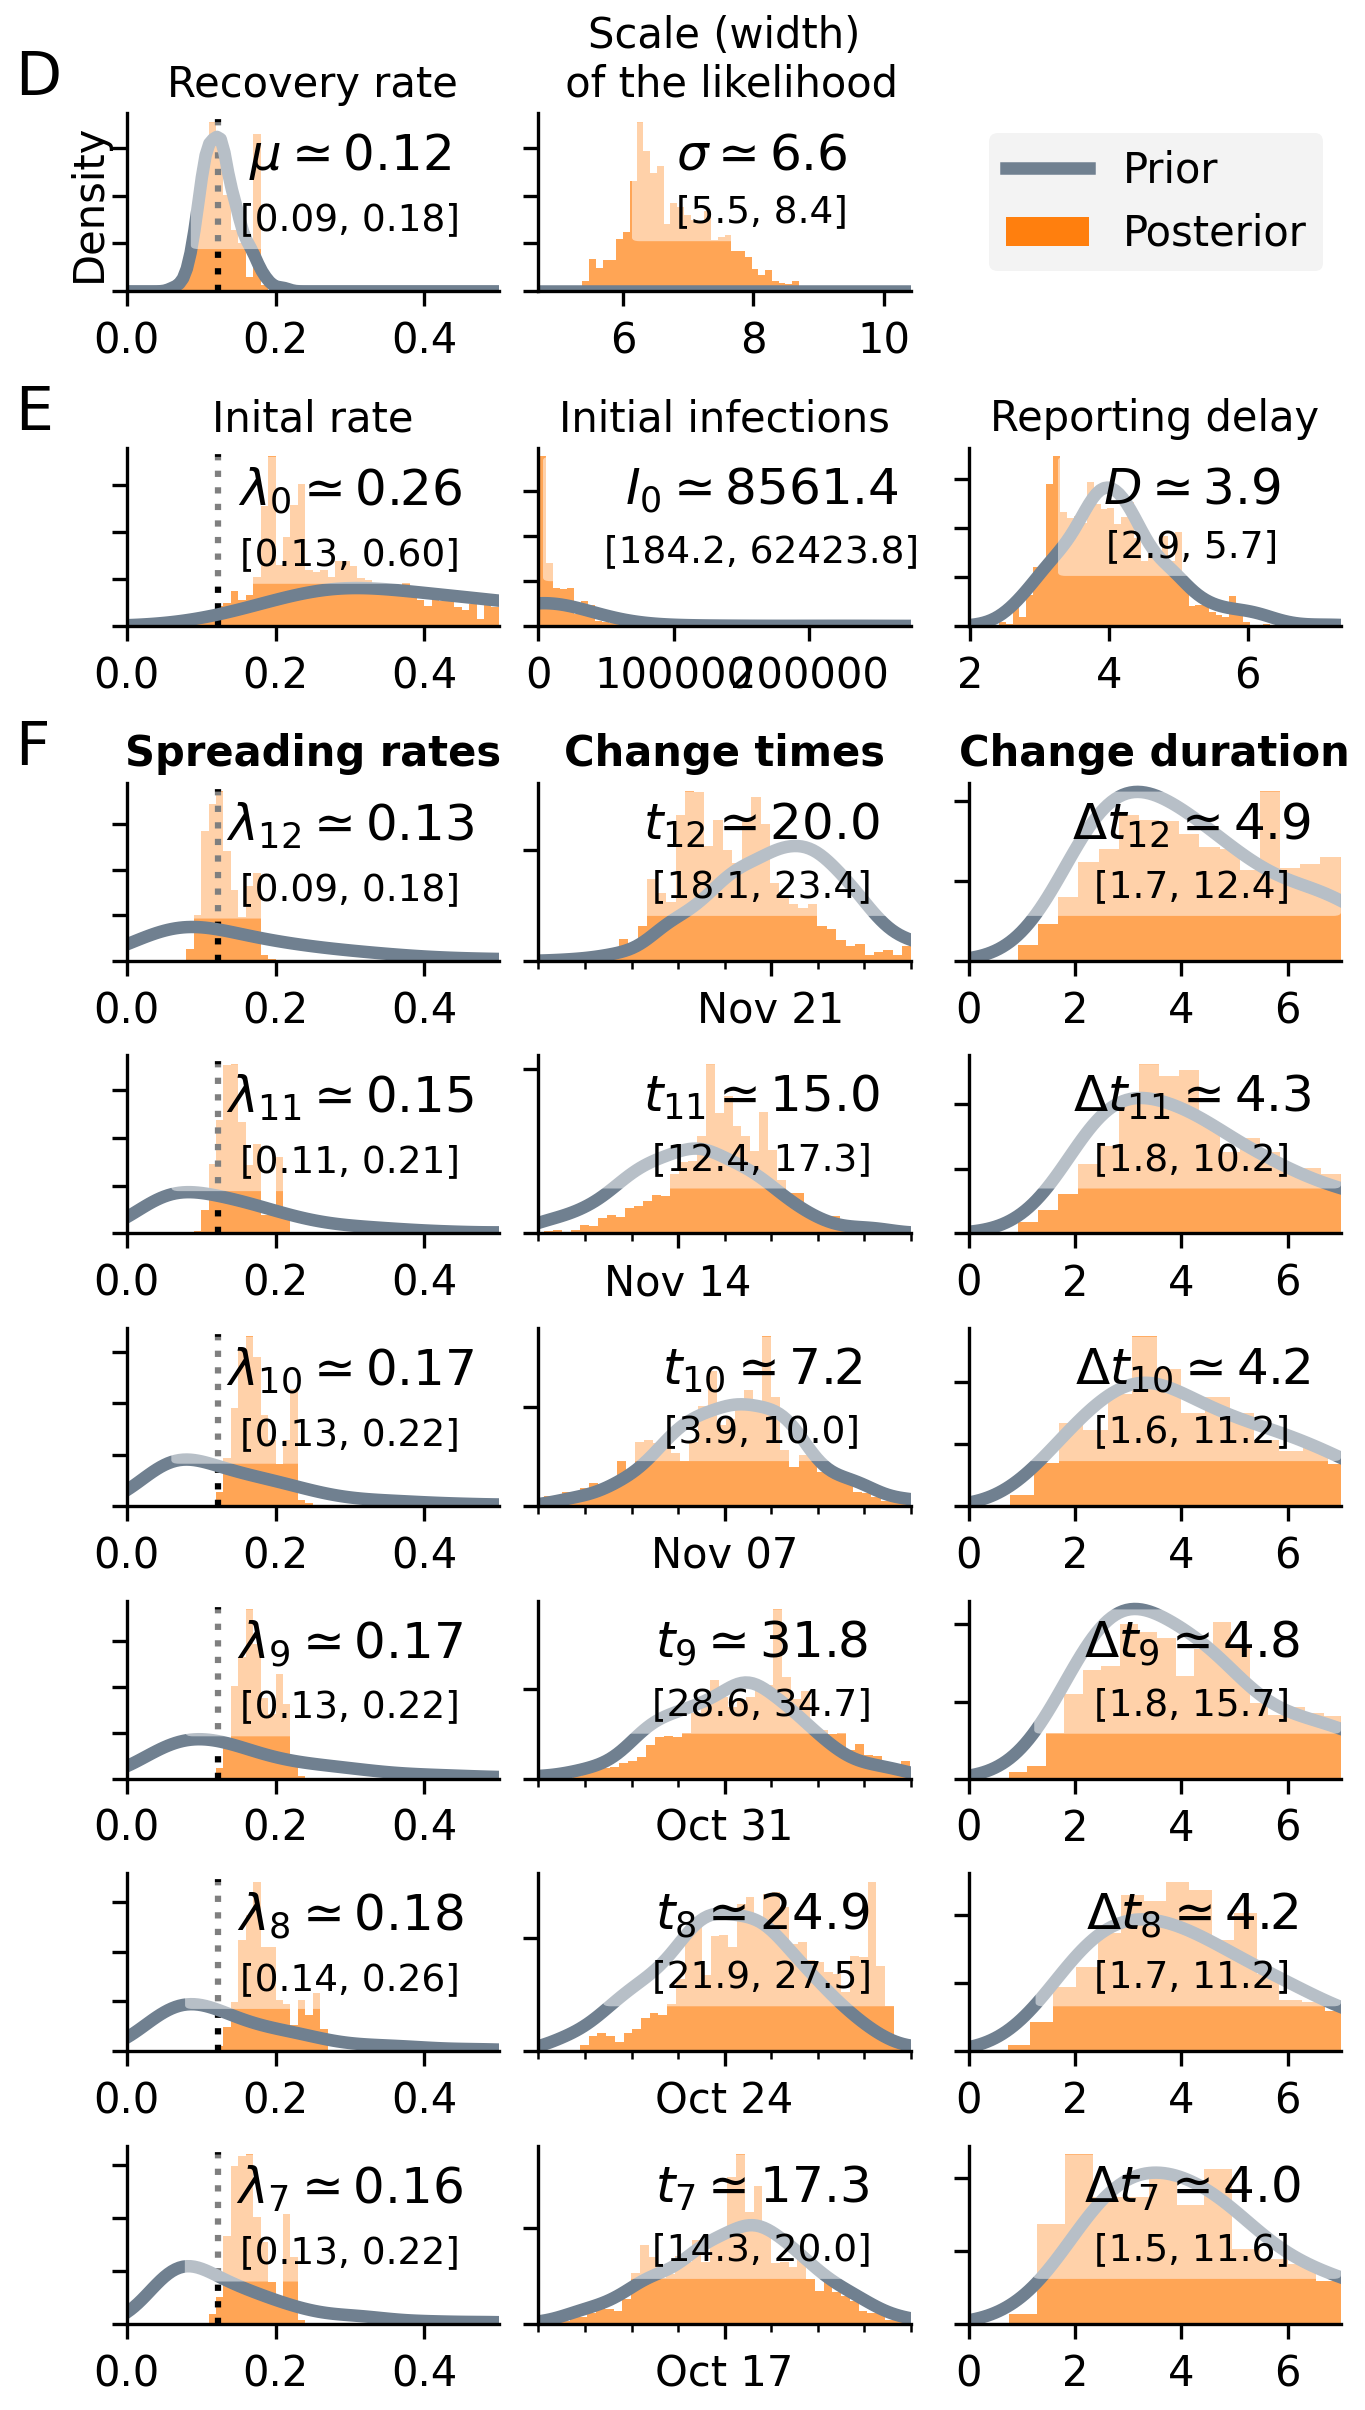 D
Recovery rate
Scale (width)
of the likelihood
Density
μ ≃ 0.12
[0.09, 0.18]
σ ≃ 6.6
[5.5, 8.4]
Prior
Posterior
0.0 0.2 0.4
6 8 10
E
Inital rate
Initial infections
Reporting delay
λ0 ≃ 0.26
[0.13, 0.60]
I0 ≃ 8561.4
[184.2, 62423.8]
D ≃ 3.9
[2.9, 5.7]
0.0 0.2 0.4
0 100000 200000
2 4 6
F
Spreading rates
Change times
Change duration
λ12 ≃ 0.13
[0.09, 0.18]
t12 ≃ 20.0
[18.1, 23.4]
Δt12 ≃ 4.9
[1.7, 12.4]
0.0 0.2 0.4
Nov 21
0 2 4 6
λ11 ≃ 0.15
[0.11, 0.21]
t11 ≃ 15.0
[12.4, 17.3]
Δt11 ≃ 4.3
[1.8, 10.2]
0.0 0.2 0.4
Nov 14
0 2 4 6
λ10 ≃ 0.17
[0.13, 0.22]
t10 ≃ 7.2
[3.9, 10.0]
Δt10 ≃ 4.2
[1.6, 11.2]
0.0 0.2 0.4
Nov 07
0 2 4 6
λ9 ≃ 0.17
[0.13, 0.22]
t9 ≃ 31.8
[28.6, 34.7]
Δt9 ≃ 4.8
[1.8, 15.7]
0.0 0.2 0.4
Oct 31
0 2 4 6
λ8 ≃ 0.18
[0.14, 0.26]
t8 ≃ 24.9
[21.9, 27.5]
Δt8 ≃ 4.2
[1.7, 11.2]
0.0 0.2 0.4
Oct 24
0 2 4 6
λ7 ≃ 0.16
[0.13, 0.22]
t7 ≃ 17.3
[14.3, 20.0]
Δt7 ≃ 4.0
[1.5, 11.6]
0.0 0.2 0.4
Oct 17
0 2 4 6